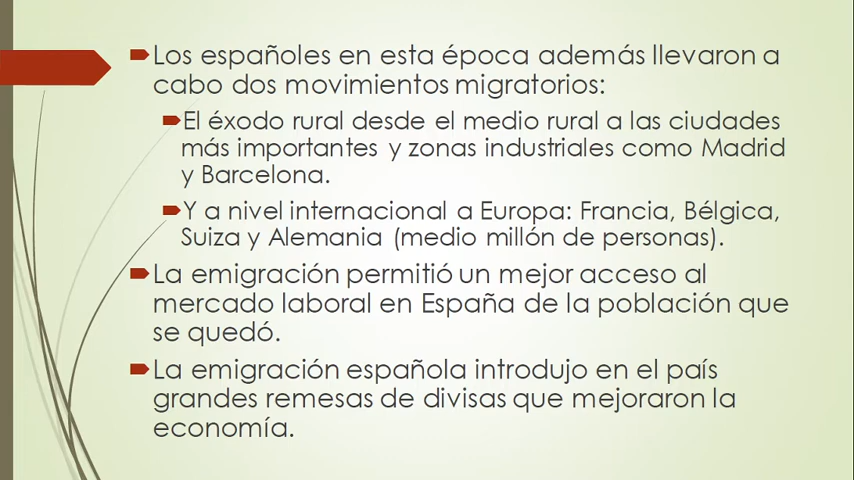 Los españoles en esta época además llevaron a
cabo dos movimientos migratorios:
El éxodo rural desde el medio rural a las ciudades
más importantes y zonas industriales como Madrid
y Barcelona.
Y a nivel internacional a Europa: Francia, Bélgica,
Suiza y Alemania (medio millón de personas).
La emigración permitió un mejor acceso al
mercado laboral en España de la población que
se quedó.
La emigración española introdujo en el país
grandes remesas de divisas que mejoraron la
economía.